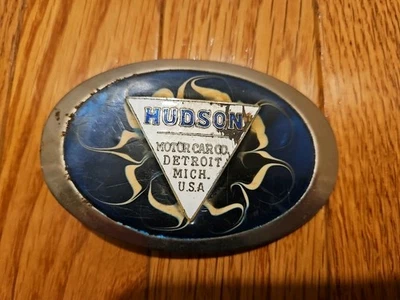 HUDSON
MOTOR CAR CO.
DETROIT
MICH.
U.S.A